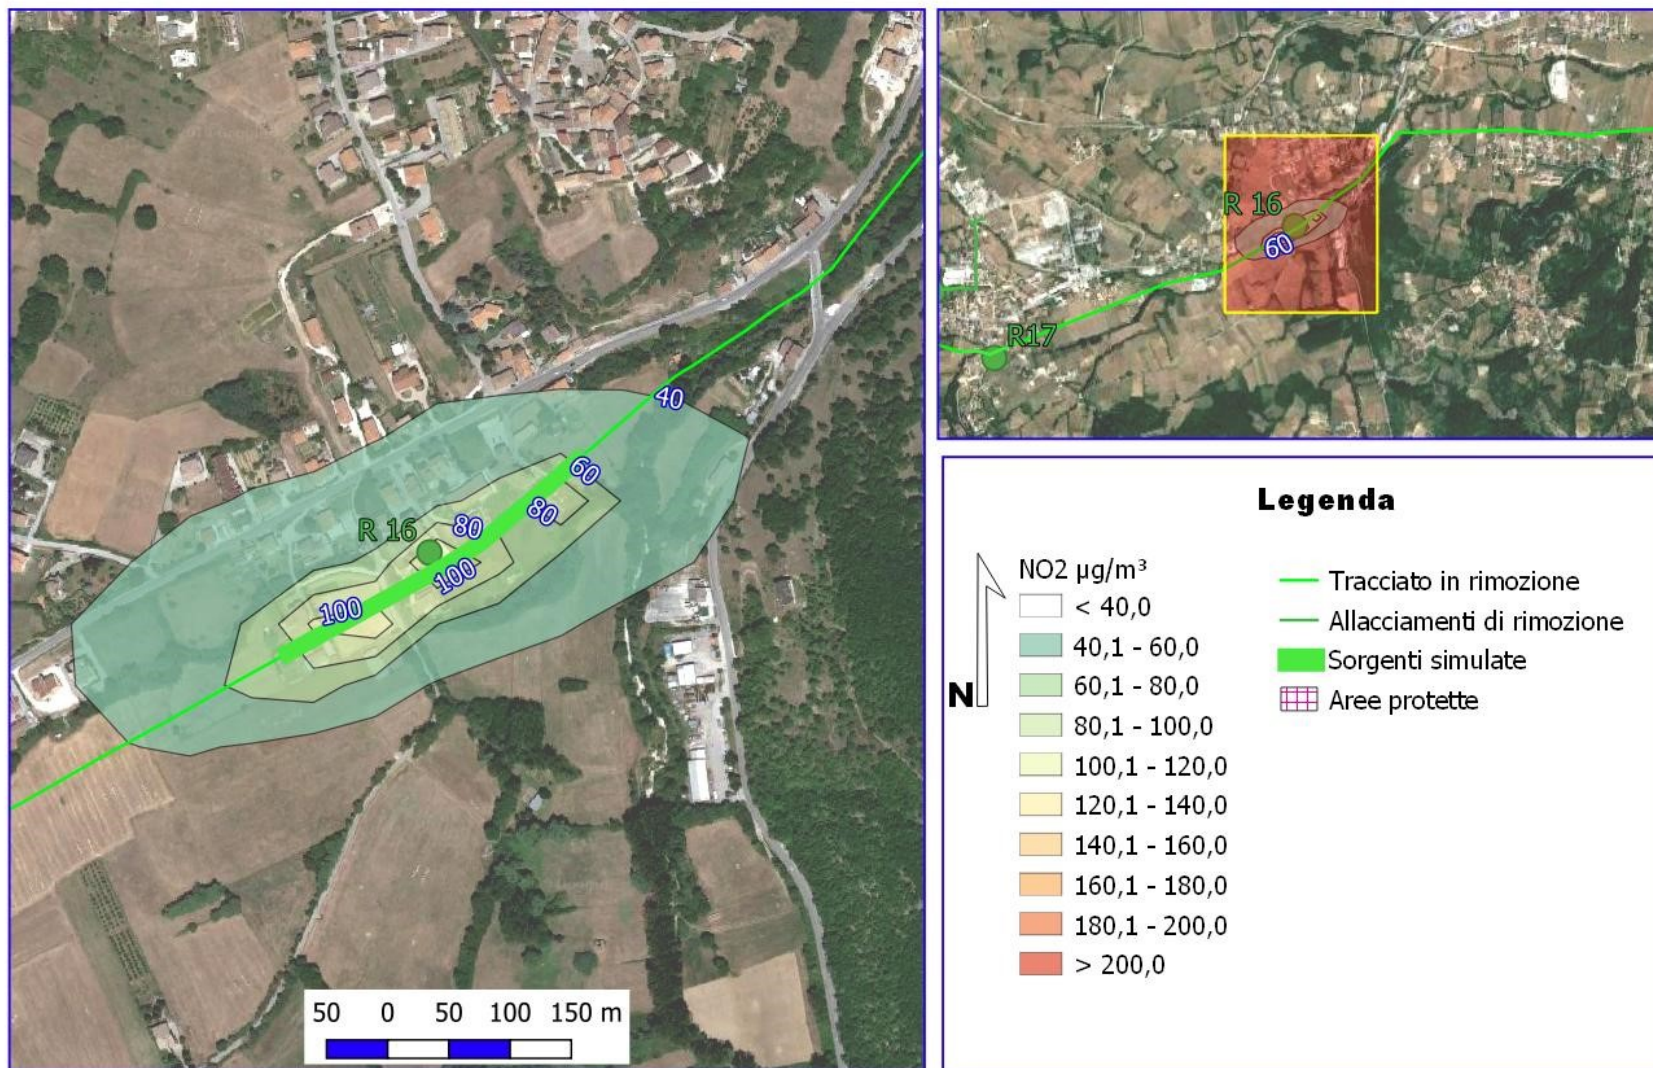 40
60
80
80
R 16
100
100
50 0 50 100 150 m
R 16
60
R17
Legenda
N
NO2 µg/m³
< 40,0
40,1 - 60,0
60,1 - 80,0
80,1 - 100,0
100,1 - 120,0
120,1 - 140,0
140,1 - 160,0
160,1 - 180,0
180,1 - 200,0
> 200,0
Tracciato in rimozione
Allacciamenti di rimozione
Sorgenti simulate
Aree protette